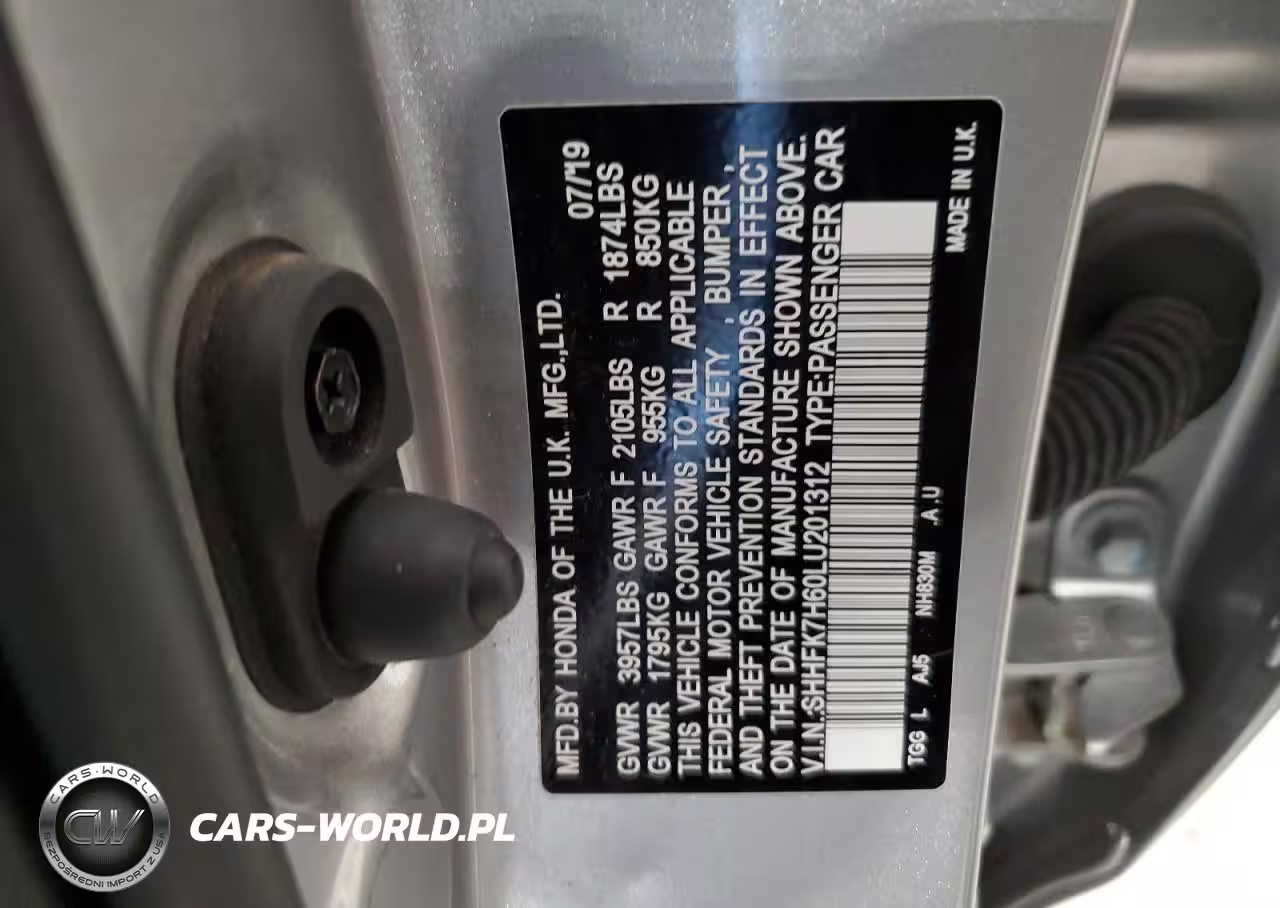 MFD.BY HONDA OF THE U.K. MFG.,LTD. 07/'19
GVWR 3957LBS GAWR F 2105LBS R 1874LBS
GVWR 1795KG GAWR F 955KG R 850KG
THIS VEHICLE CONFORMS TO ALL APPLICABLE
FEDERAL MOTOR VEHICLE SAFETY , BUMPER ,
AND THEFT PREVENTION STANDARDS IN EFFECT
ON THE DATE OF MANUFACTURE SHOWN ABOVE.
V.I.N.:SHHFK7H60LU201312 TYPE:PASSENGER CAR
TGG L AJ5 NH830M .A.U
MADE IN U.K.
CARS-WORLD
CW
BEZPOŚREDNI IMPORT Z USA
CARS-WORLD.PL